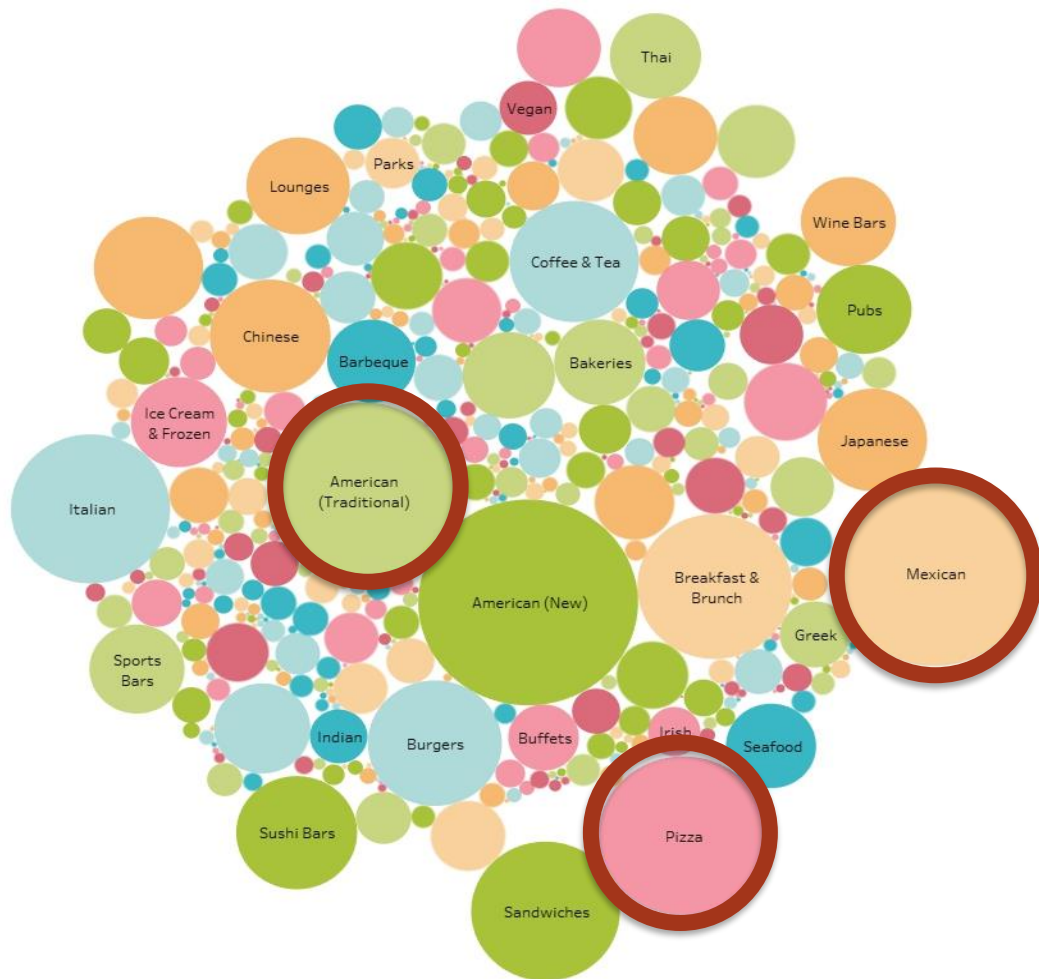 Thai
Vegan
Parks
Lounges
Wine Bars
Coffee & Tea
Pubs
Chinese
Barbeque
Bakeries
Ice Cream
& Frozen
Japanese
American
(Traditional)
Italian
Mexican
Breakfast &
Brunch
American (New)
Greek
Sports
Bars
Indian
Burgers
Buffets
Irish
Seafood
Sushi Bars
Pizza
Sandwiches